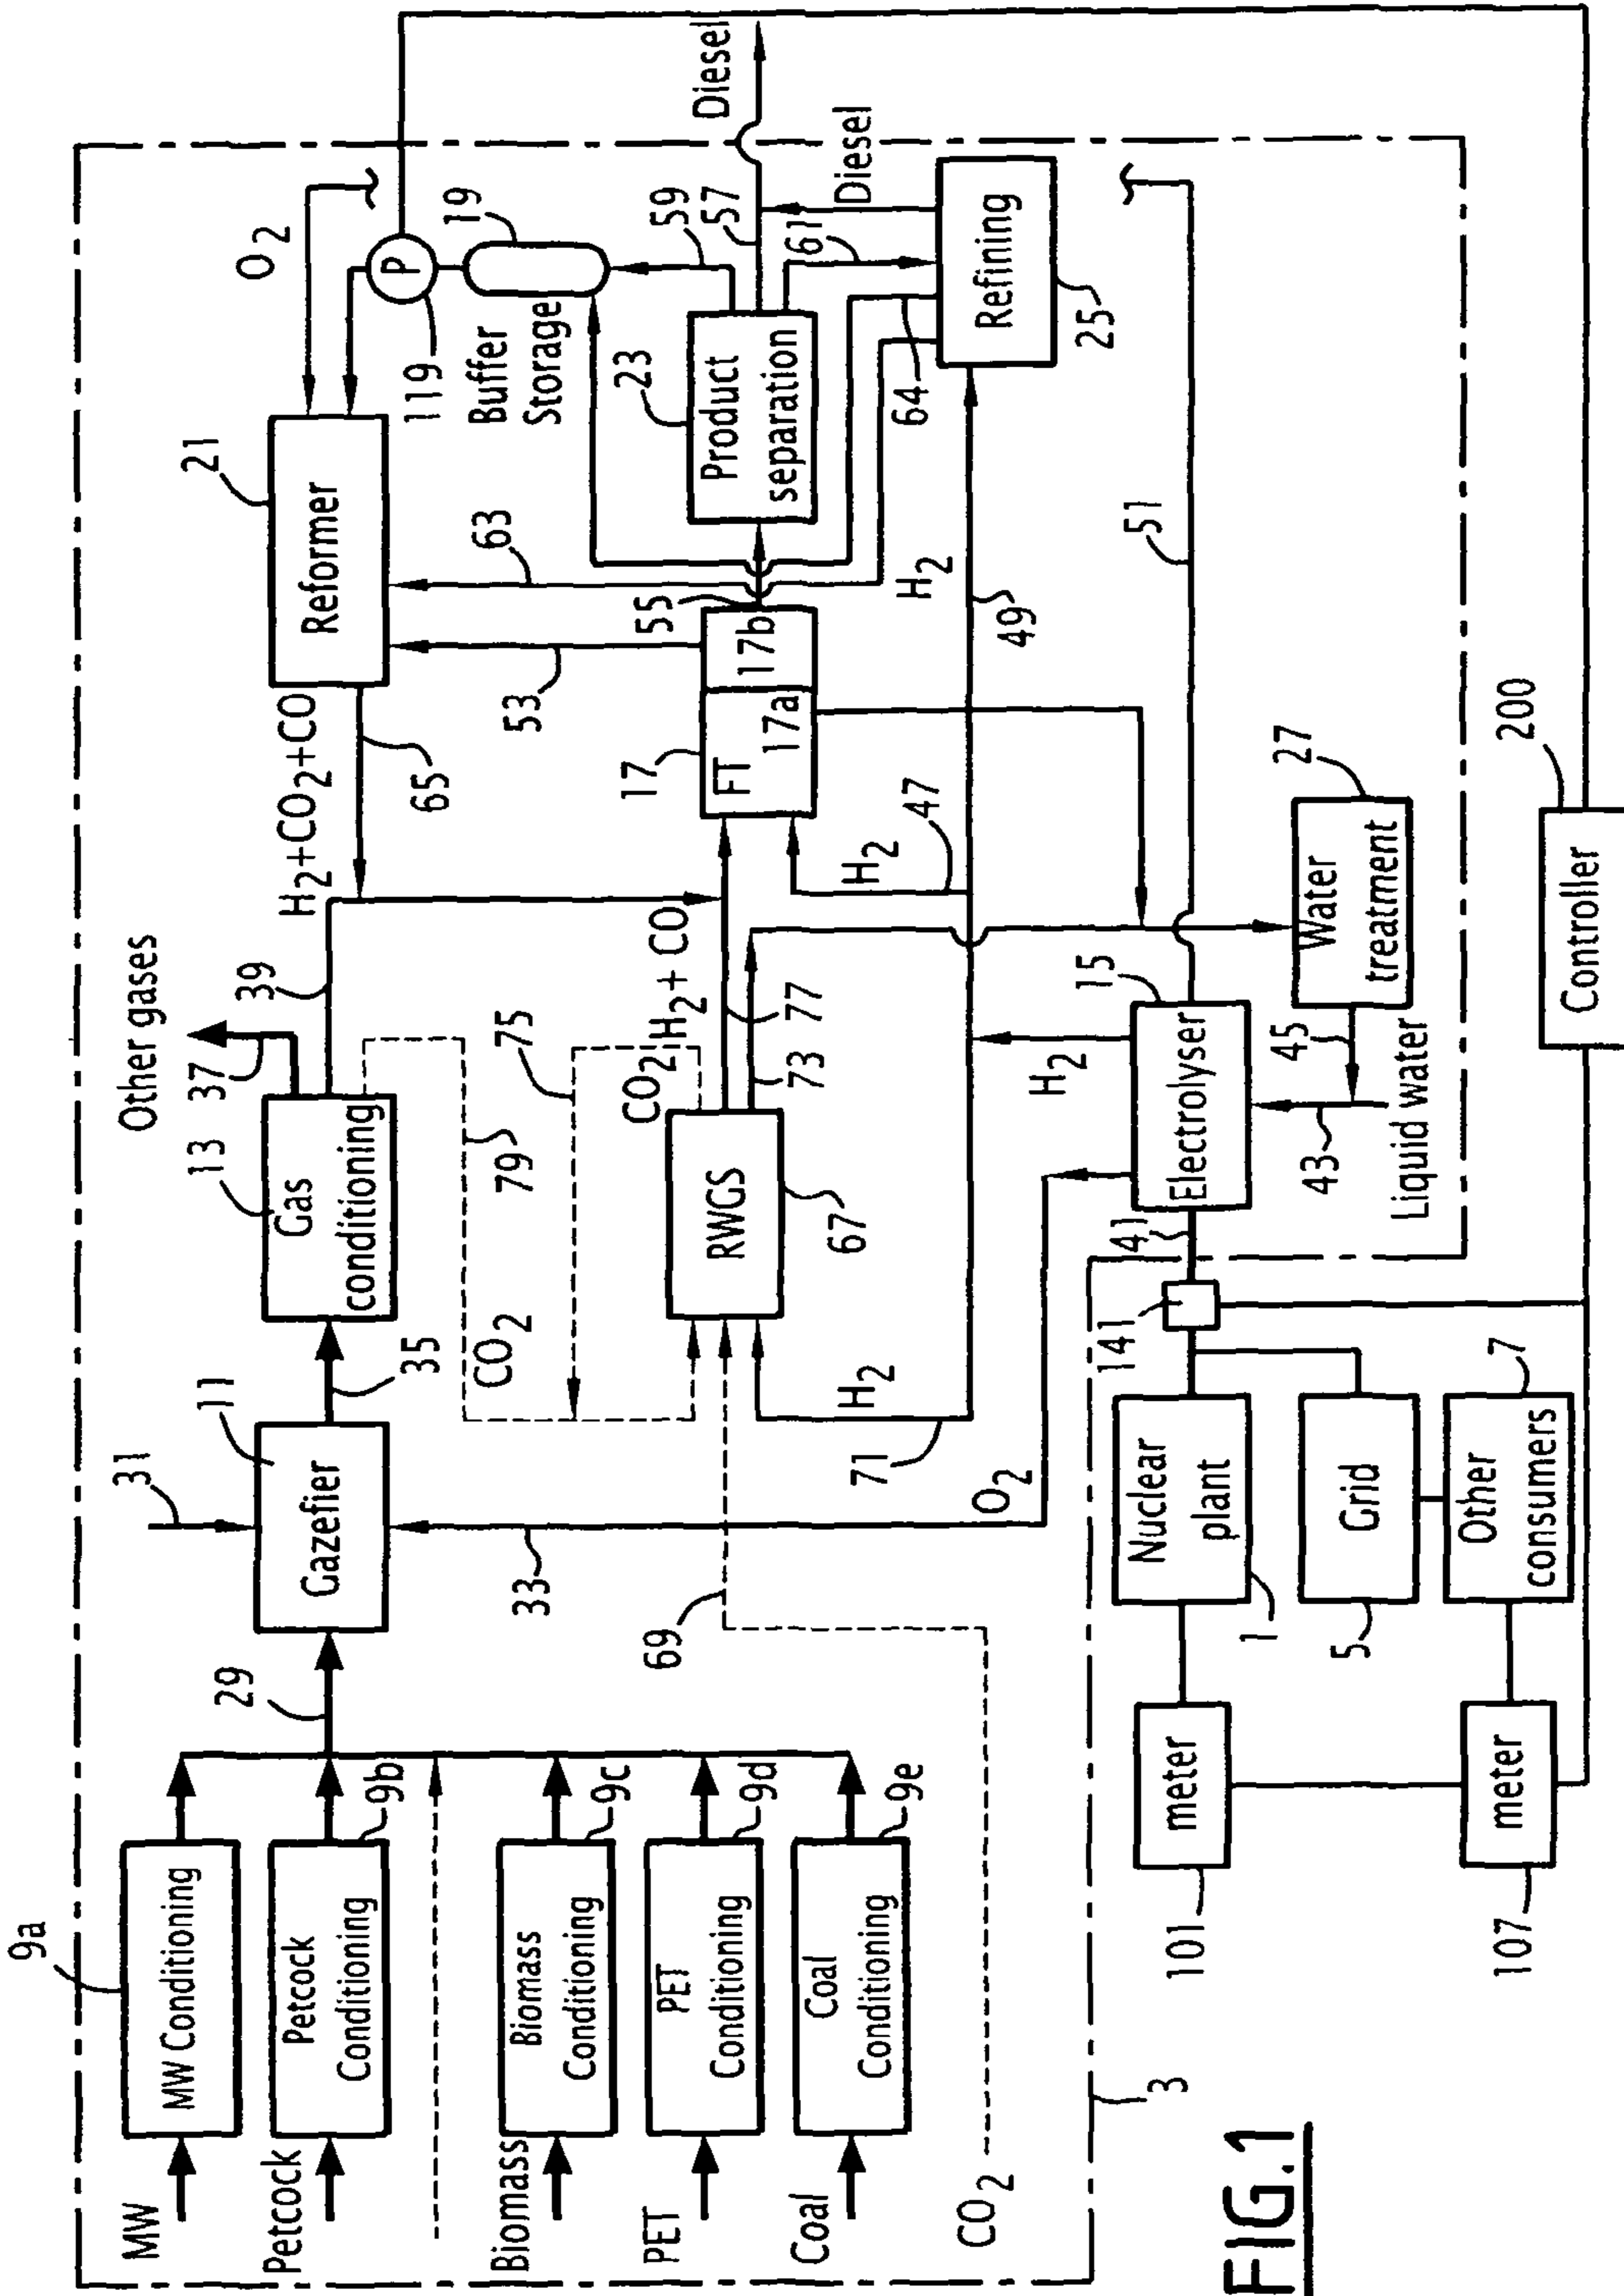 9a
MW
MW Conditioning
Petcock
Petcock
Conditioning
9b
Biomass
Biomass
Conditioning
9c
PET
PET
Conditioning
9d
Coal
Coal
Conditioning
9e
CO2
29
31
Gazefier
11
33
35
69
Other gases
37
13
Gas
conditioning
39
79
75
CO2
CO2
RWGS
67
H2
71
73
77
H2+ CO
H2+CO2+CO
65
21
Reformer
O2
P
119
19
Buffer
Storage
53
63
17
FT
17a
17b
55
23
Product
separation
59
57
61
64
Diesel
Diesel
Refining
25
H2
47
H2
49
51
O2
H2
15
Electrolyser
41
43
45
Liquid water
Water
treatment
27
141
Nuclear
plant
1
Grid
5
Other
consumers
7
meter
101
meter
107
Controller
200
3
FIG.1